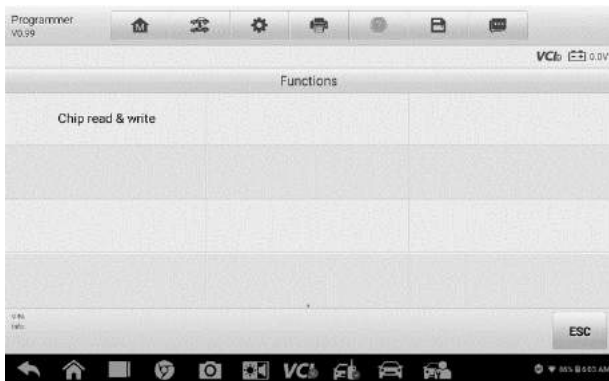 Programmer
V0.99
M
VCI 0.0V
Functions
Chip read & write
ESC
VCI